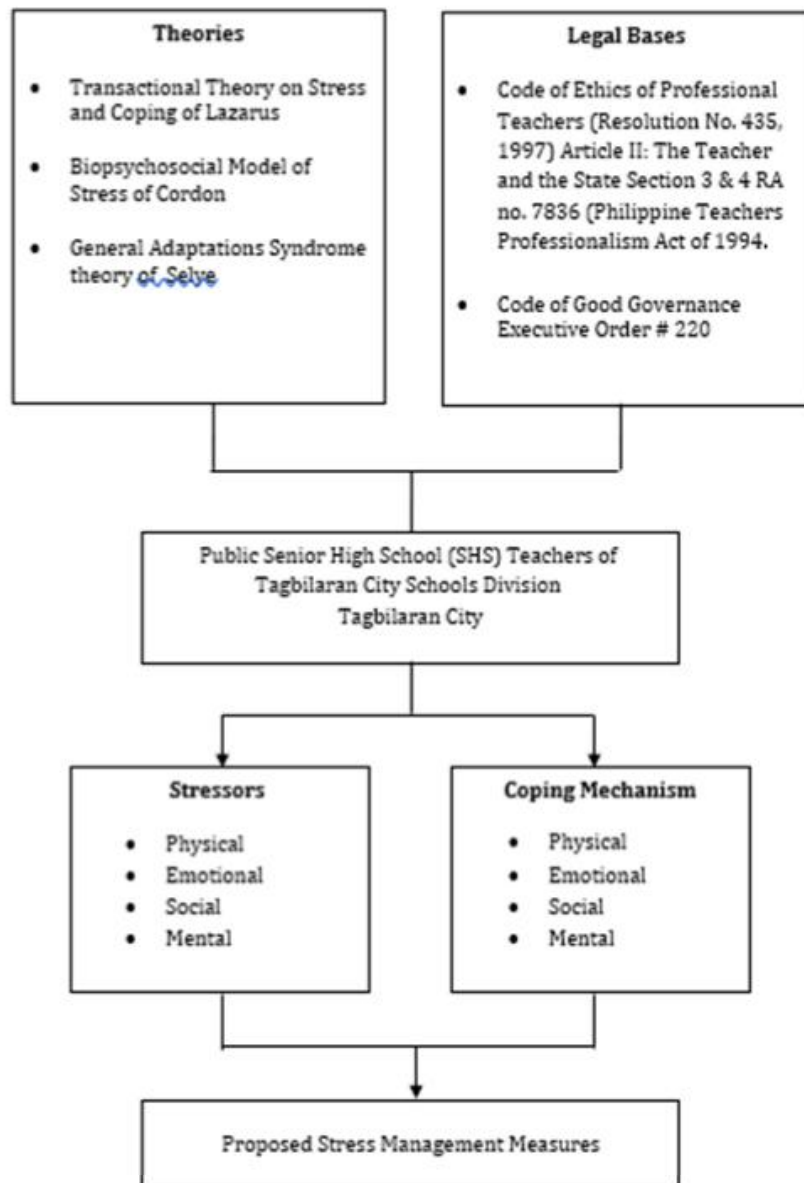 Theories
• Transactional Theory on Stress
and Coping of Lazarus
• Biopsychosocial Model of
Stress of Cordon
• General Adaptations Syndrome
theory of Selye
Legal Bases
• Code of Ethics of Professional
Teachers (Resolution No. 435,
1997) Article II: The Teacher
and the State Section 3 & 4 RA
no. 7836 (Philippine Teachers
Professionalism Act of 1994.
• Code of Good Governance
Executive Order # 220
Public Senior High School (SHS) Teachers of
Tagbilaran City Schools Division
Tagbilaran City
Stressors
• Physical
• Emotional
• Social
• Mental
Coping Mechanism
• Physical
• Emotional
• Social
• Mental
Proposed Stress Management Measures